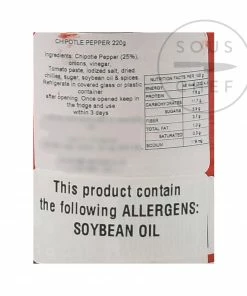 SOUS
CHEF
CHIPOTLE PEPPER 220g
Ingredients: Chipotle Pepper (25%),
onions, vinegar,
Tomato paste, Iodized salt, dried
chillies, sugar, soybean oil & spices.
Refrigerate in covered glass or plastic
container
after opening. Once opened keep in
the fridge and use
within 3 days
NUTRITION FACTS PER 100 g
ENERGY
PROTEIN
CARBOHYDRATES
SUGARS
FIBER
TOTAL FAT
SATURATED
SODIUM
This product contain
the following ALLERGENS:
SOYBEAN OIL